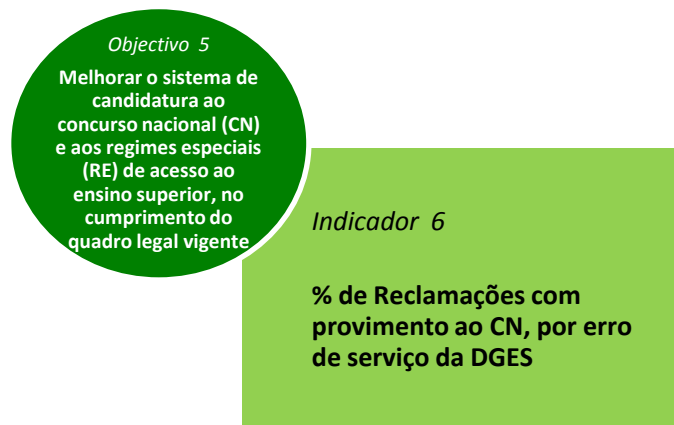 Objectivo 5
Melhorar o sistema de
candidatura ao
concurso nacional (CN)
e aos regimes especiais
(RE) de acesso ao
ensino superior, no
cumprimento do
quadro legal vigente
Indicador 6
% de Reclamações com
provimento ao CN, por erro
de serviço da DGES